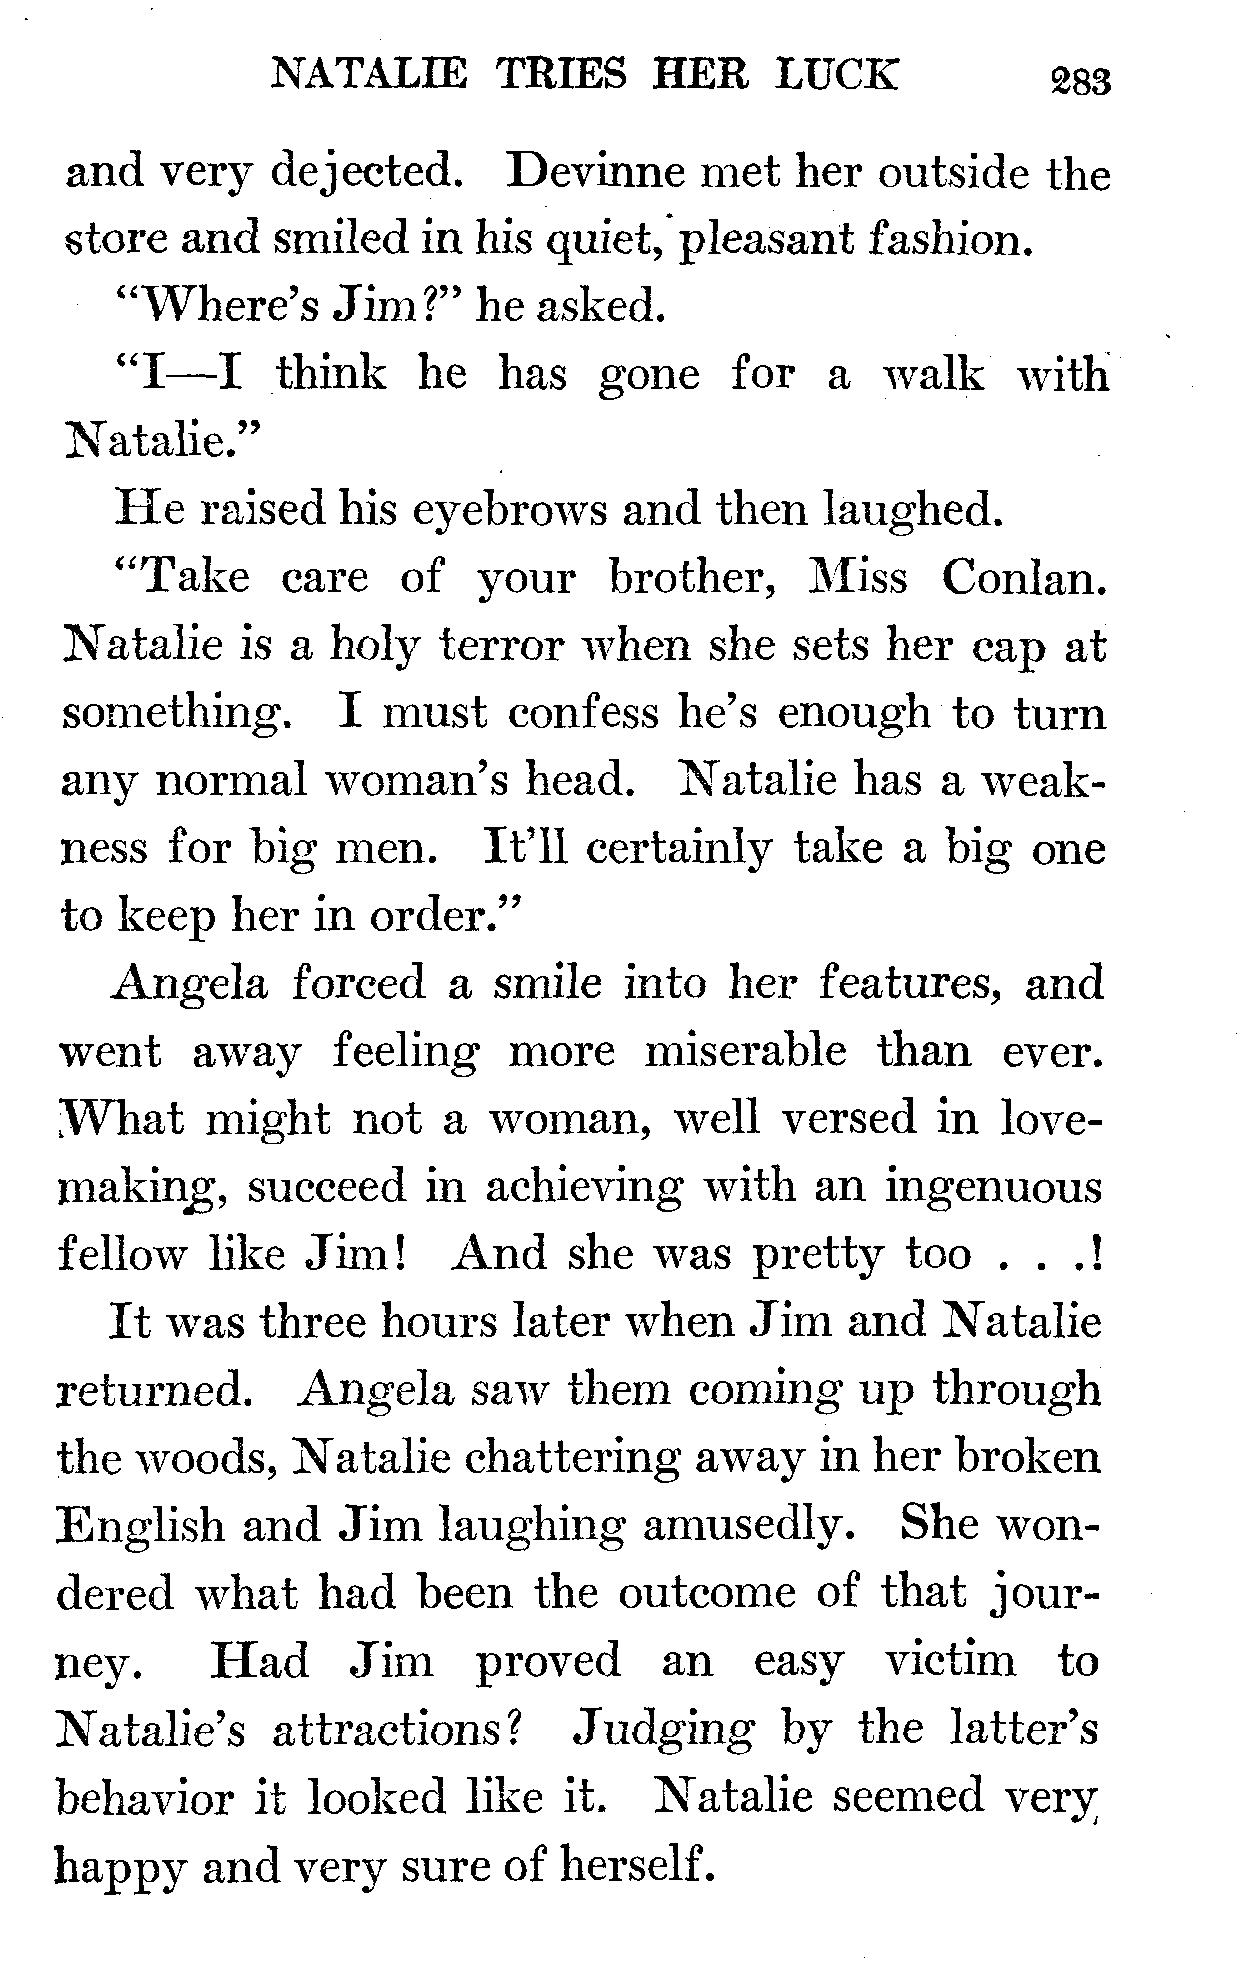 NATALIE TRIES HER LUCK 283
and very dejected. Devinne met her outside the
store and smiled in his quiet, pleasant fashion.
“Where’s Jim?” he asked.
“I—I think he has gone for a walk with
Natalie.”
He raised his eyebrows and then laughed.
“Take care of your brother, Miss Conlan.
Natalie is a holy terror when she sets her cap at
something. I must confess he’s enough to turn
any normal woman’s head. Natalie has a weak-
ness for big men. It’ll certainly take a big one
to keep her in order.”
Angela forced a smile into her features, and
went away feeling more miserable than ever.
What might not a woman, well versed in love-
making, succeed in achieving with an ingenuous
fellow like Jim! And she was pretty too . . .!
It was three hours later when Jim and Natalie
returned. Angela saw them coming up through
the woods, Natalie chattering away in her broken
English and Jim laughing amusedly. She won-
dered what had been the outcome of that jour-
ney. Had Jim proved an easy victim to
Natalie’s attractions? Judging by the latter’s
behavior it looked like it. Natalie seemed very
happy and very sure of herself.